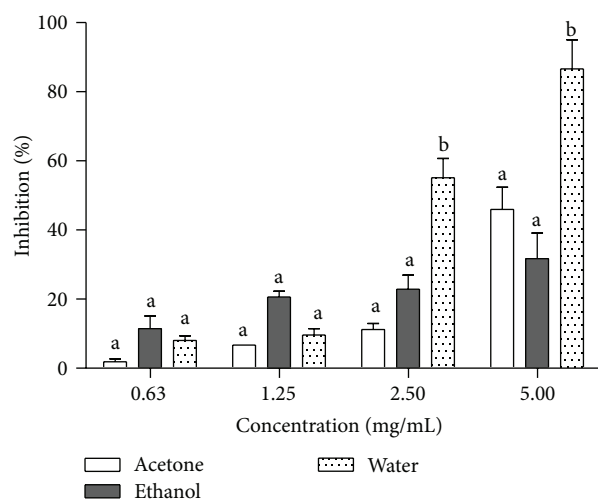 100
80
60
40
20
0
Inhibition (%)
a a a
a a a
a a b
a a b
0.63 1.25 2.50 5.00
Concentration (mg/mL)
Acetone Water
Ethanol